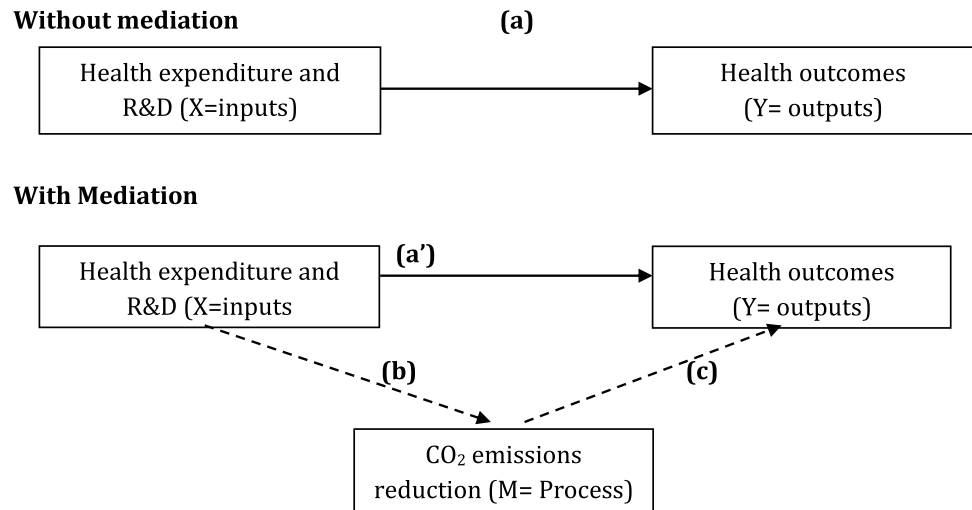 Without mediation
(a)
Health expenditure and
R&D (X=inputs)
Health outcomes
(Y= outputs)
With Mediation
Health expenditure and
R&D (X=inputs
(a’)
Health outcomes
(Y= outputs)
(b)
(c)
CO₂ emissions
reduction (M= Process)